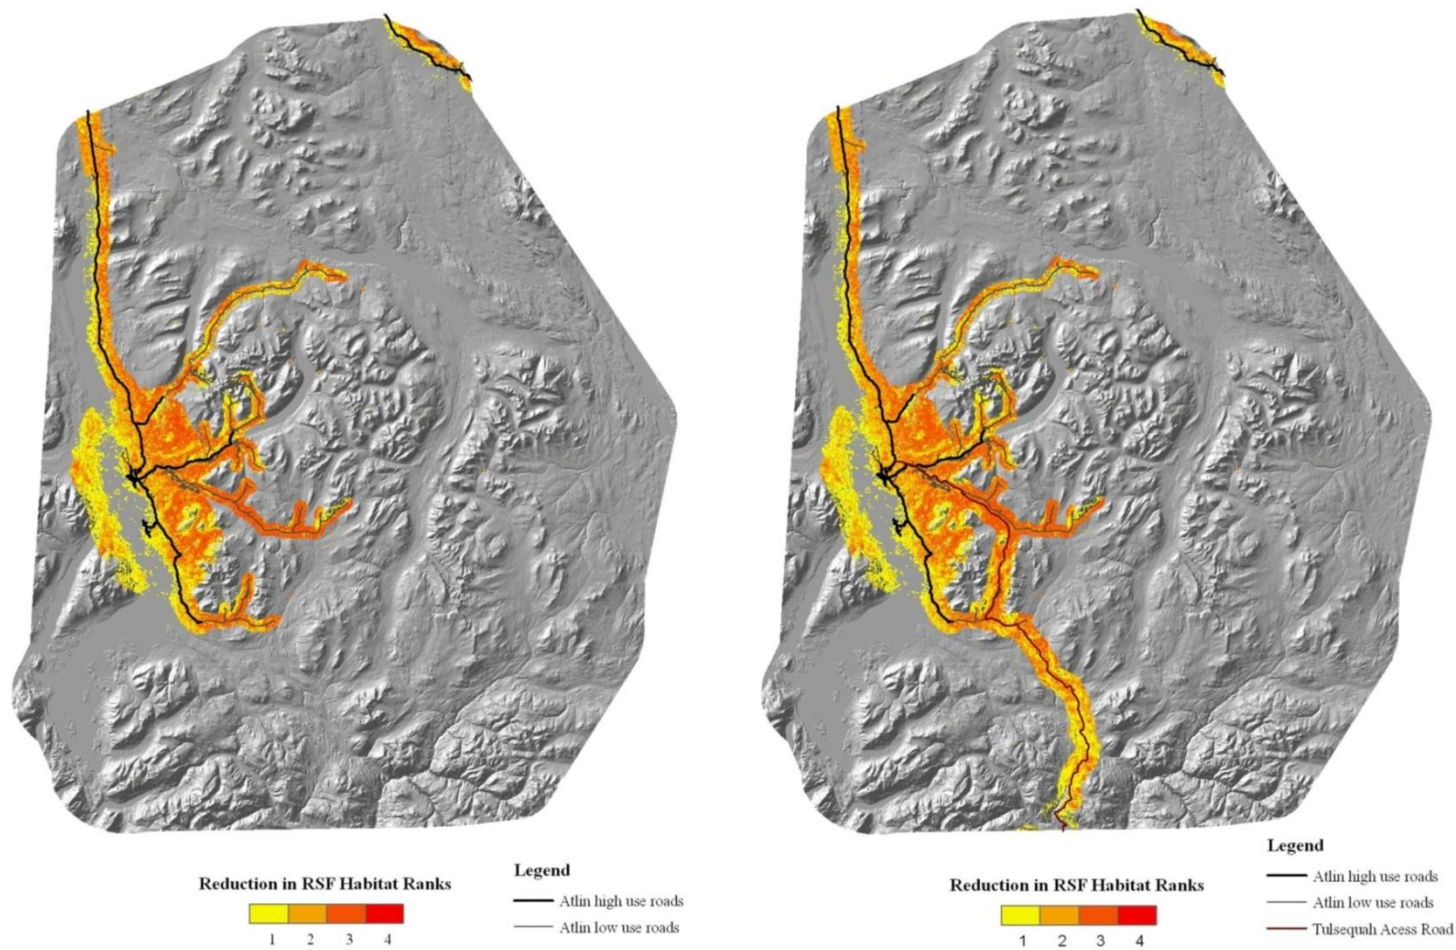 Reduction in RSF Habitat Ranks
1 2 3 4
Legend
Atlin high use roads
Atlin low use roads
Reduction in RSF Habitat Ranks
1 2 3 4
Legend
Atlin high use roads
Atlin low use roads
Tulsequah Acess Road